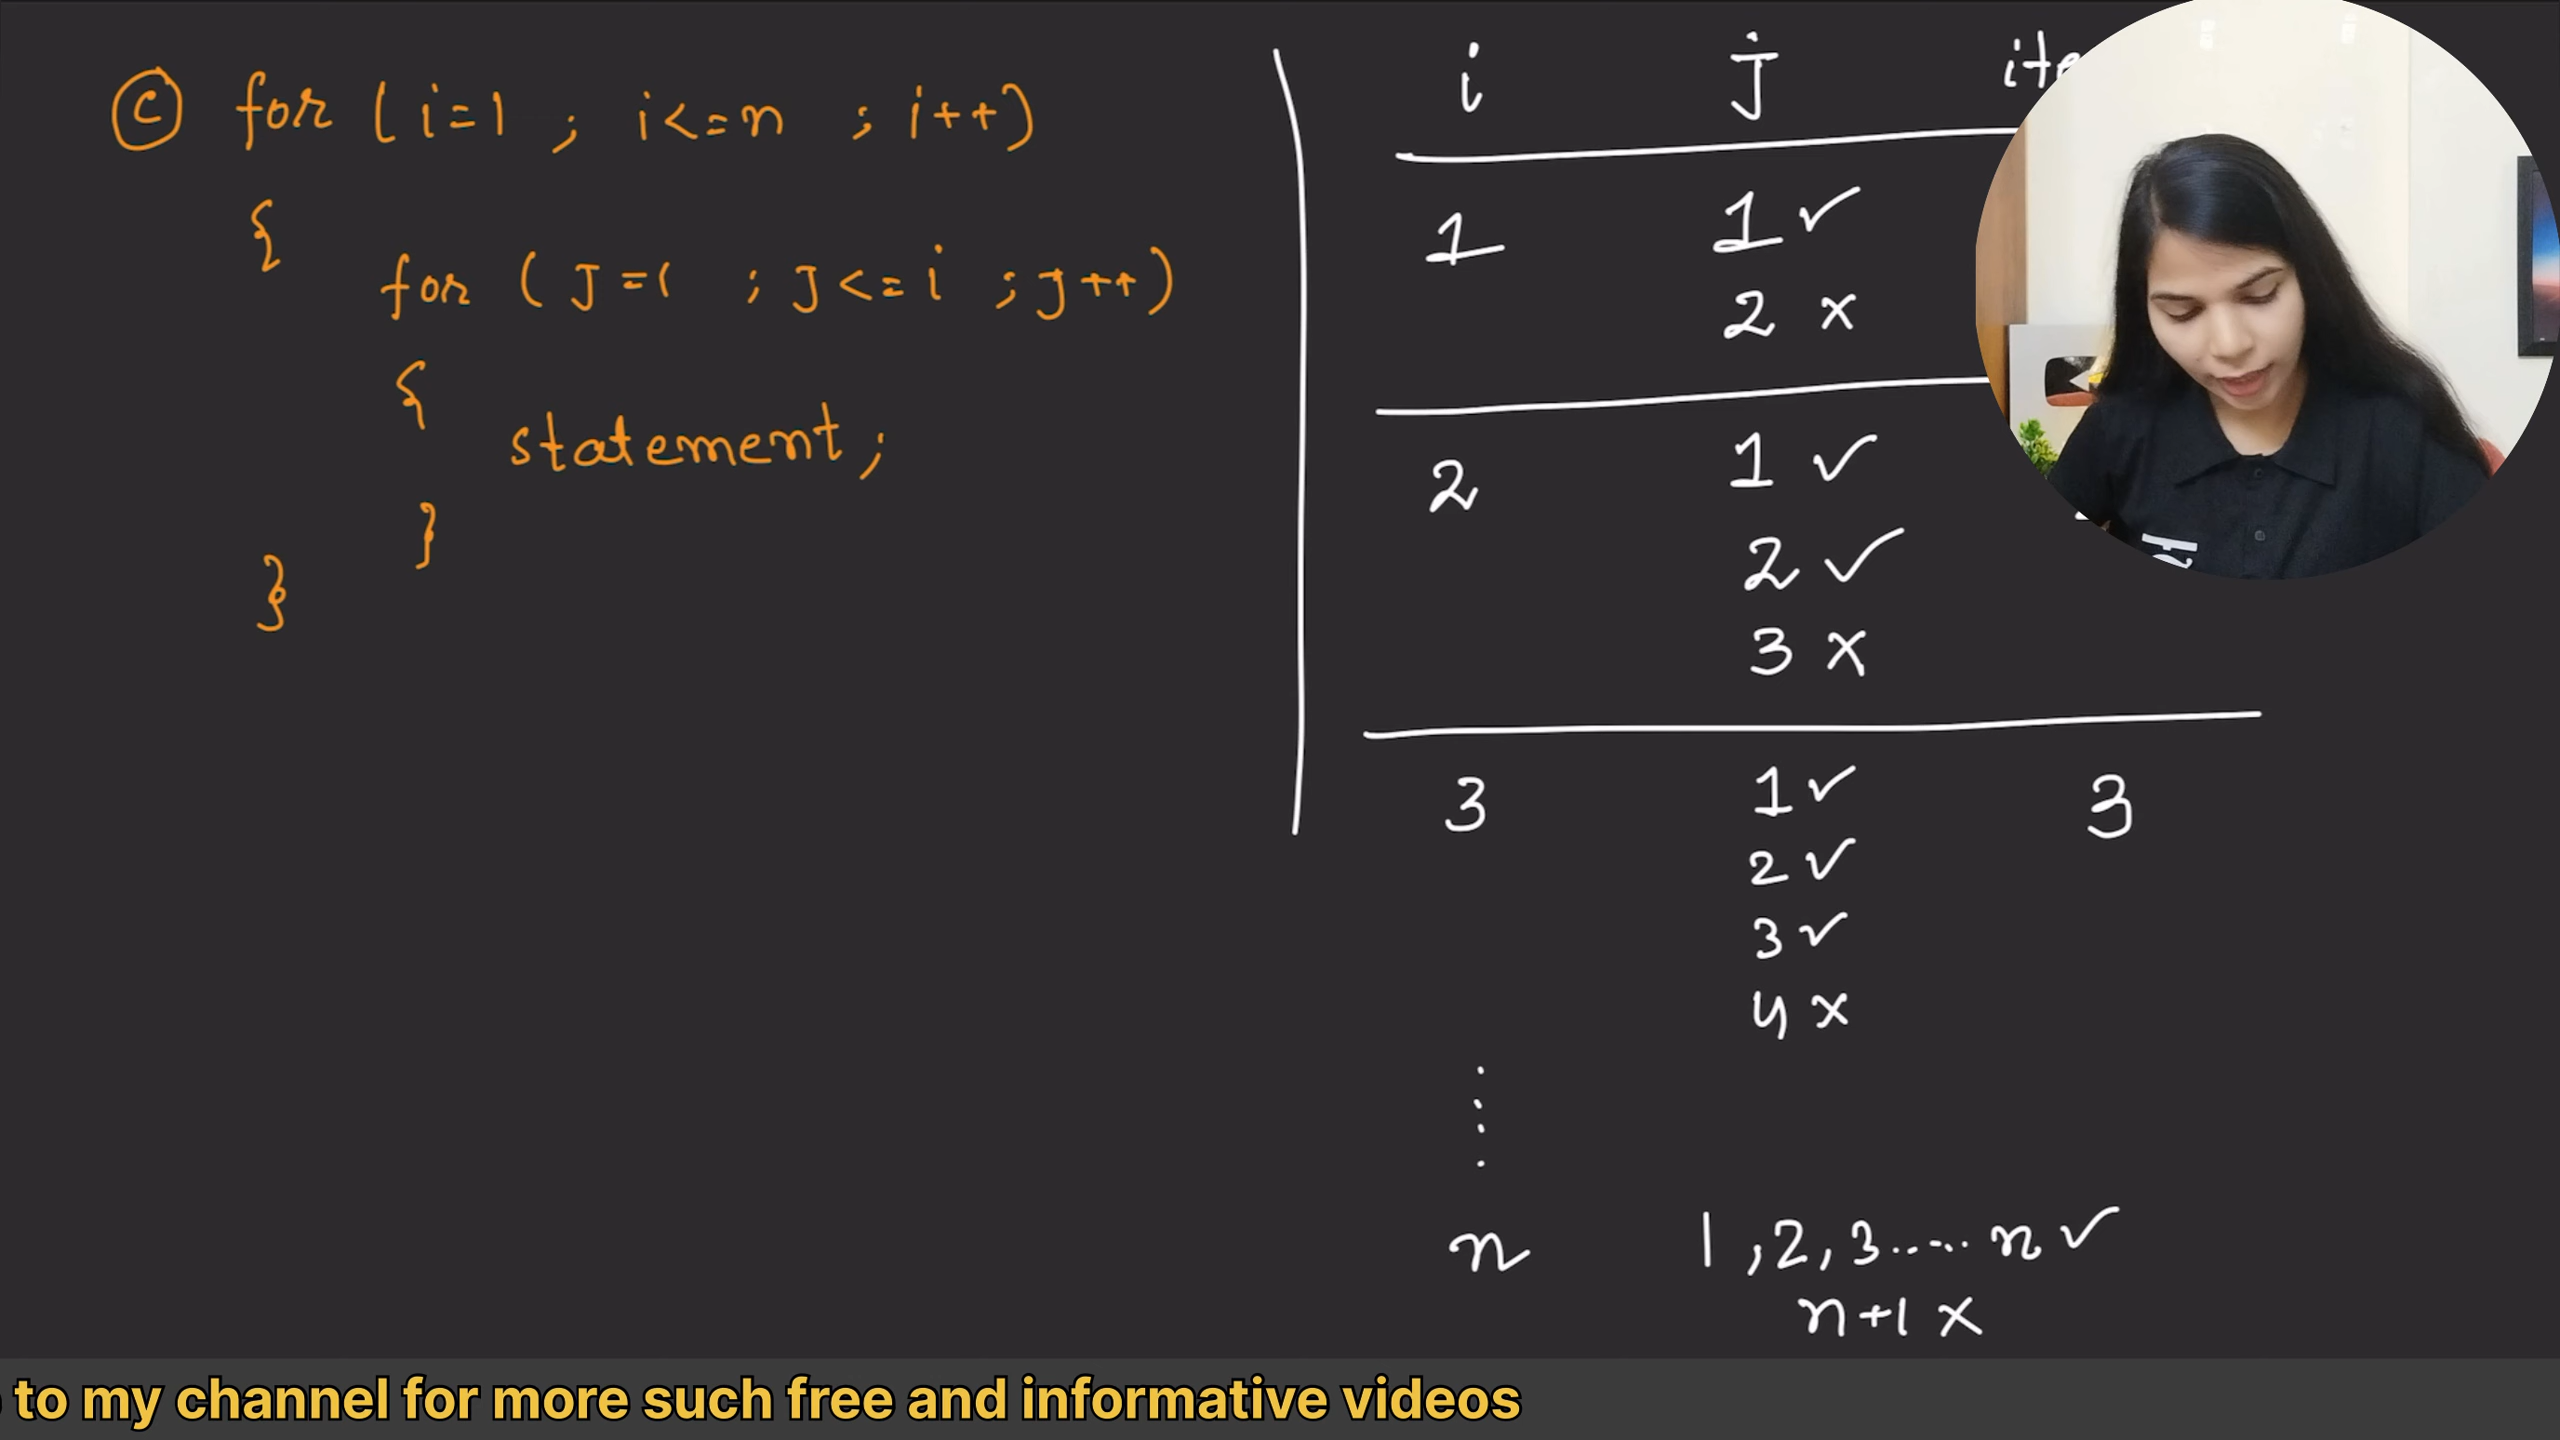 © for (i=1 ; i<=n ; i++)
{
for (J=1 ; J<=i ; J++)
{
statement;
}
}
i J
1 1 ✓
2 x
2 1 ✓
2 ✓
3 x
3 1 ✓ 3
2 ✓
3 ✓
4 x
n 1,2,3..... n ✓
n+1 x
to my channel for more such free and informative videos